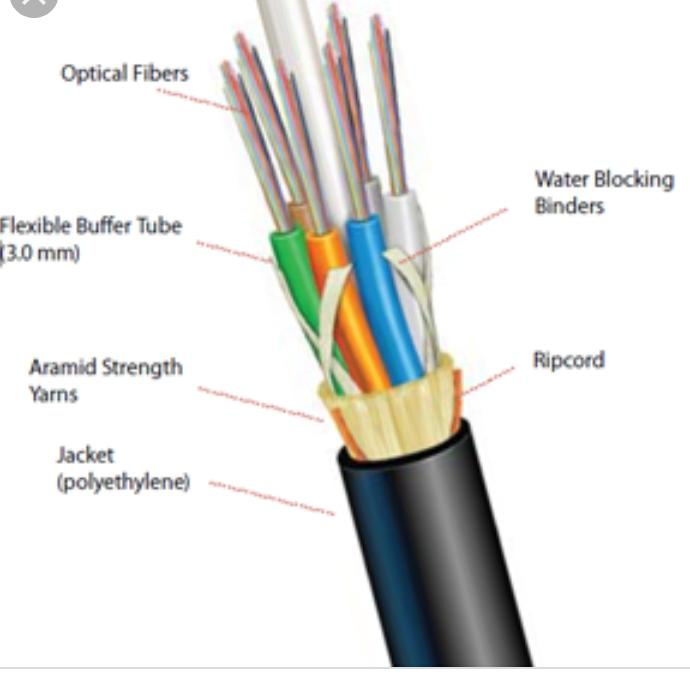 Optical Fibers
Water Blocking
Binders
Flexible Buffer Tube
(3.0 mm)
Ripcord
Aramid Strength
Yarns
Jacket
(polyethylene)